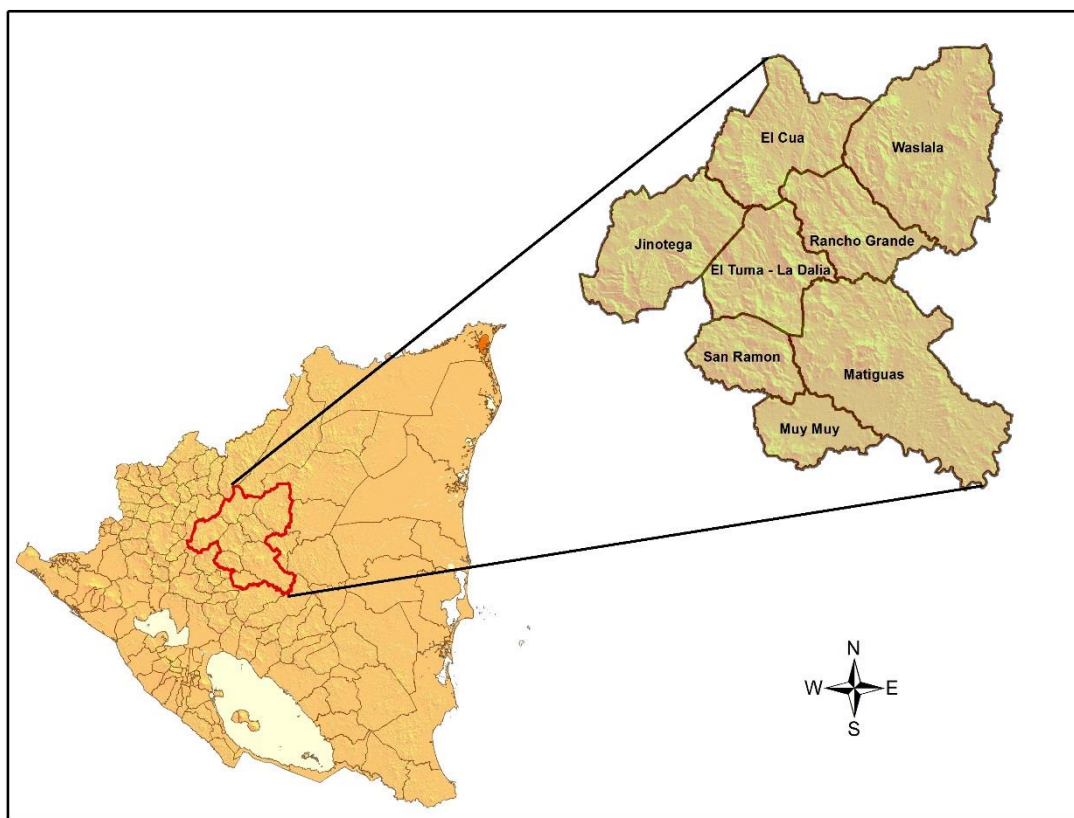 El Cua
Waslala
Jinotega
Rancho Grande
El Tuma - La Dalia
San Ramon
Matiguas
Muy Muy
N
W
E
S